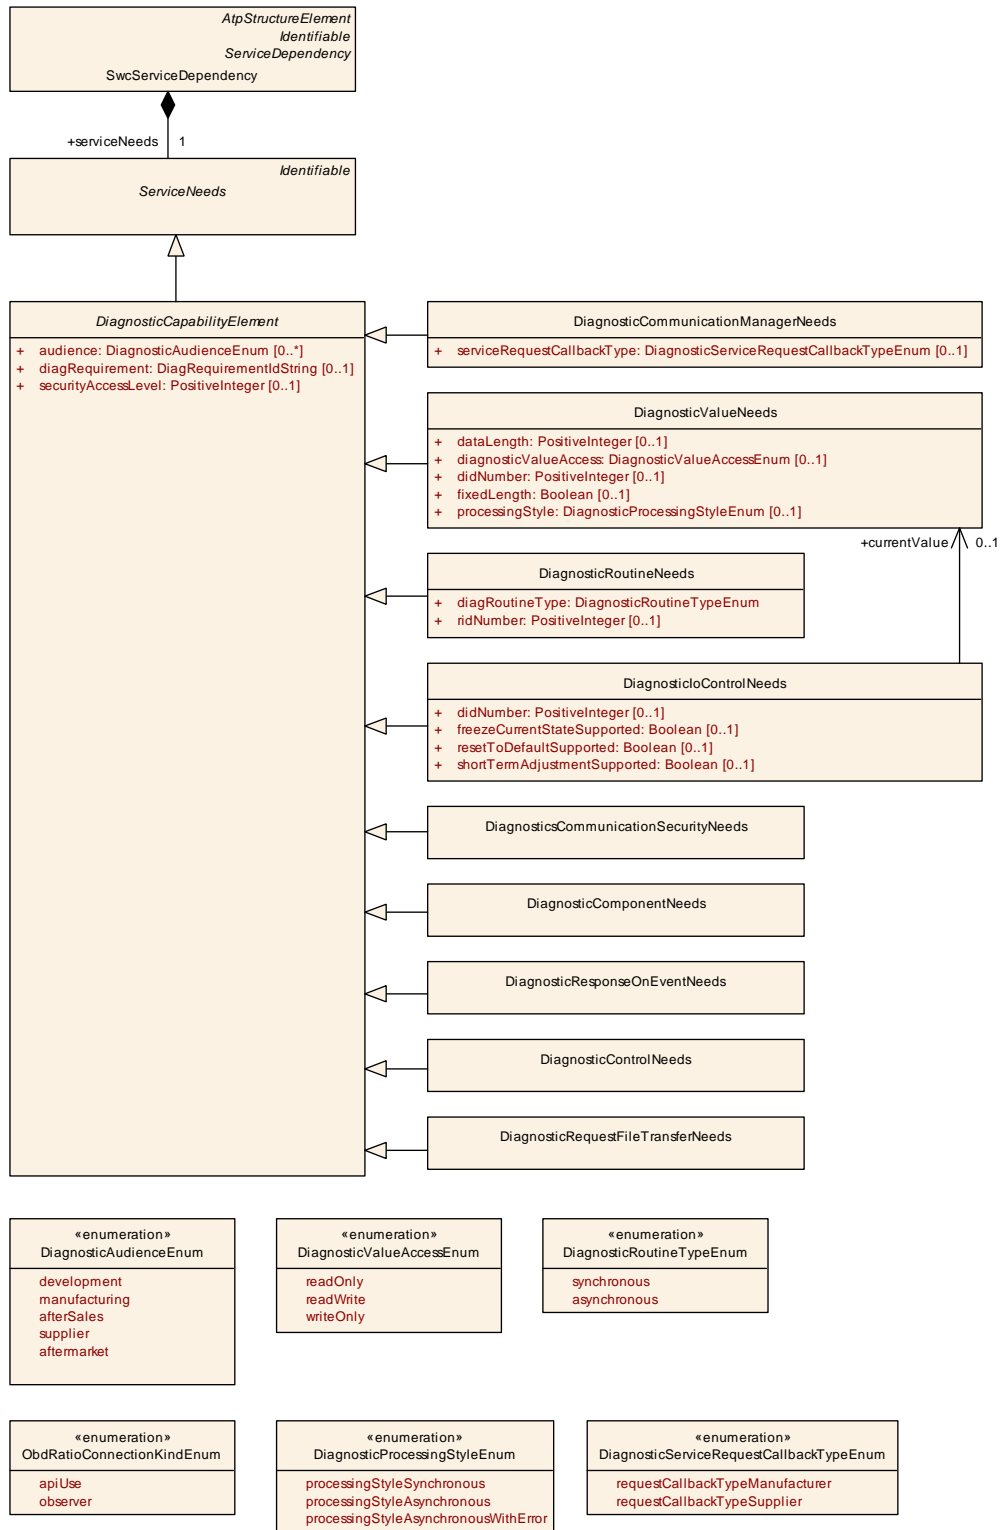 AtpStructureElement
Identifiable
ServiceDependency
SwcServiceDependency
+serviceNeeds 1
Identifiable
ServiceNeeds
DiagnosticCapabilityElement
+ audience: DiagnosticAudienceEnum [0..*]
+ diagRequirement: DiagRequirementIdString [0..1]
+ securityAccessLevel: PositiveInteger [0..1]
DiagnosticCommunicationManagerNeeds
+ serviceRequestCallbackType: DiagnosticServiceRequestCallbackTypeEnum [0..1]
DiagnosticValueNeeds
+ dataLength: PositiveInteger [0..1]
+ diagnosticValueAccess: DiagnosticValueAccessEnum [0..1]
+ didNumber: PositiveInteger [0..1]
+ fixedLength: Boolean [0..1]
+ processingStyle: DiagnosticProcessingStyleEnum [0..1]
+currentValue 0..1
DiagnosticRoutineNeeds
+ diagRoutineType: DiagnosticRoutineTypeEnum
+ ridNumber: PositiveInteger [0..1]
DiagnosticIoControlNeeds
+ didNumber: PositiveInteger [0..1]
+ freezeCurrentStateSupported: Boolean [0..1]
+ resetToDefaultSupported: Boolean [0..1]
+ shortTermAdjustmentSupported: Boolean [0..1]
DiagnosticsCommunicationSecurityNeeds
DiagnosticComponentNeeds
DiagnosticResponseOnEventNeeds
DiagnosticControlNeeds
DiagnosticRequestFileTransferNeeds
«enumeration»
DiagnosticAudienceEnum
development
manufacturing
afterSales
supplier
aftermarket
«enumeration»
DiagnosticValueAccessEnum
readOnly
readWrite
writeOnly
«enumeration»
DiagnosticRoutineTypeEnum
synchronous
asynchronous
«enumeration»
ObdRatioConnectionKindEnum
apiUse
observer
«enumeration»
DiagnosticProcessingStyleEnum
processingStyleSynchronous
processingStyleAsynchronous
processingStyleAsynchronousWithError
«enumeration»
DiagnosticServiceRequestCallbackTypeEnum
requestCallbackTypeManufacturer
requestCallbackTypeSupplier